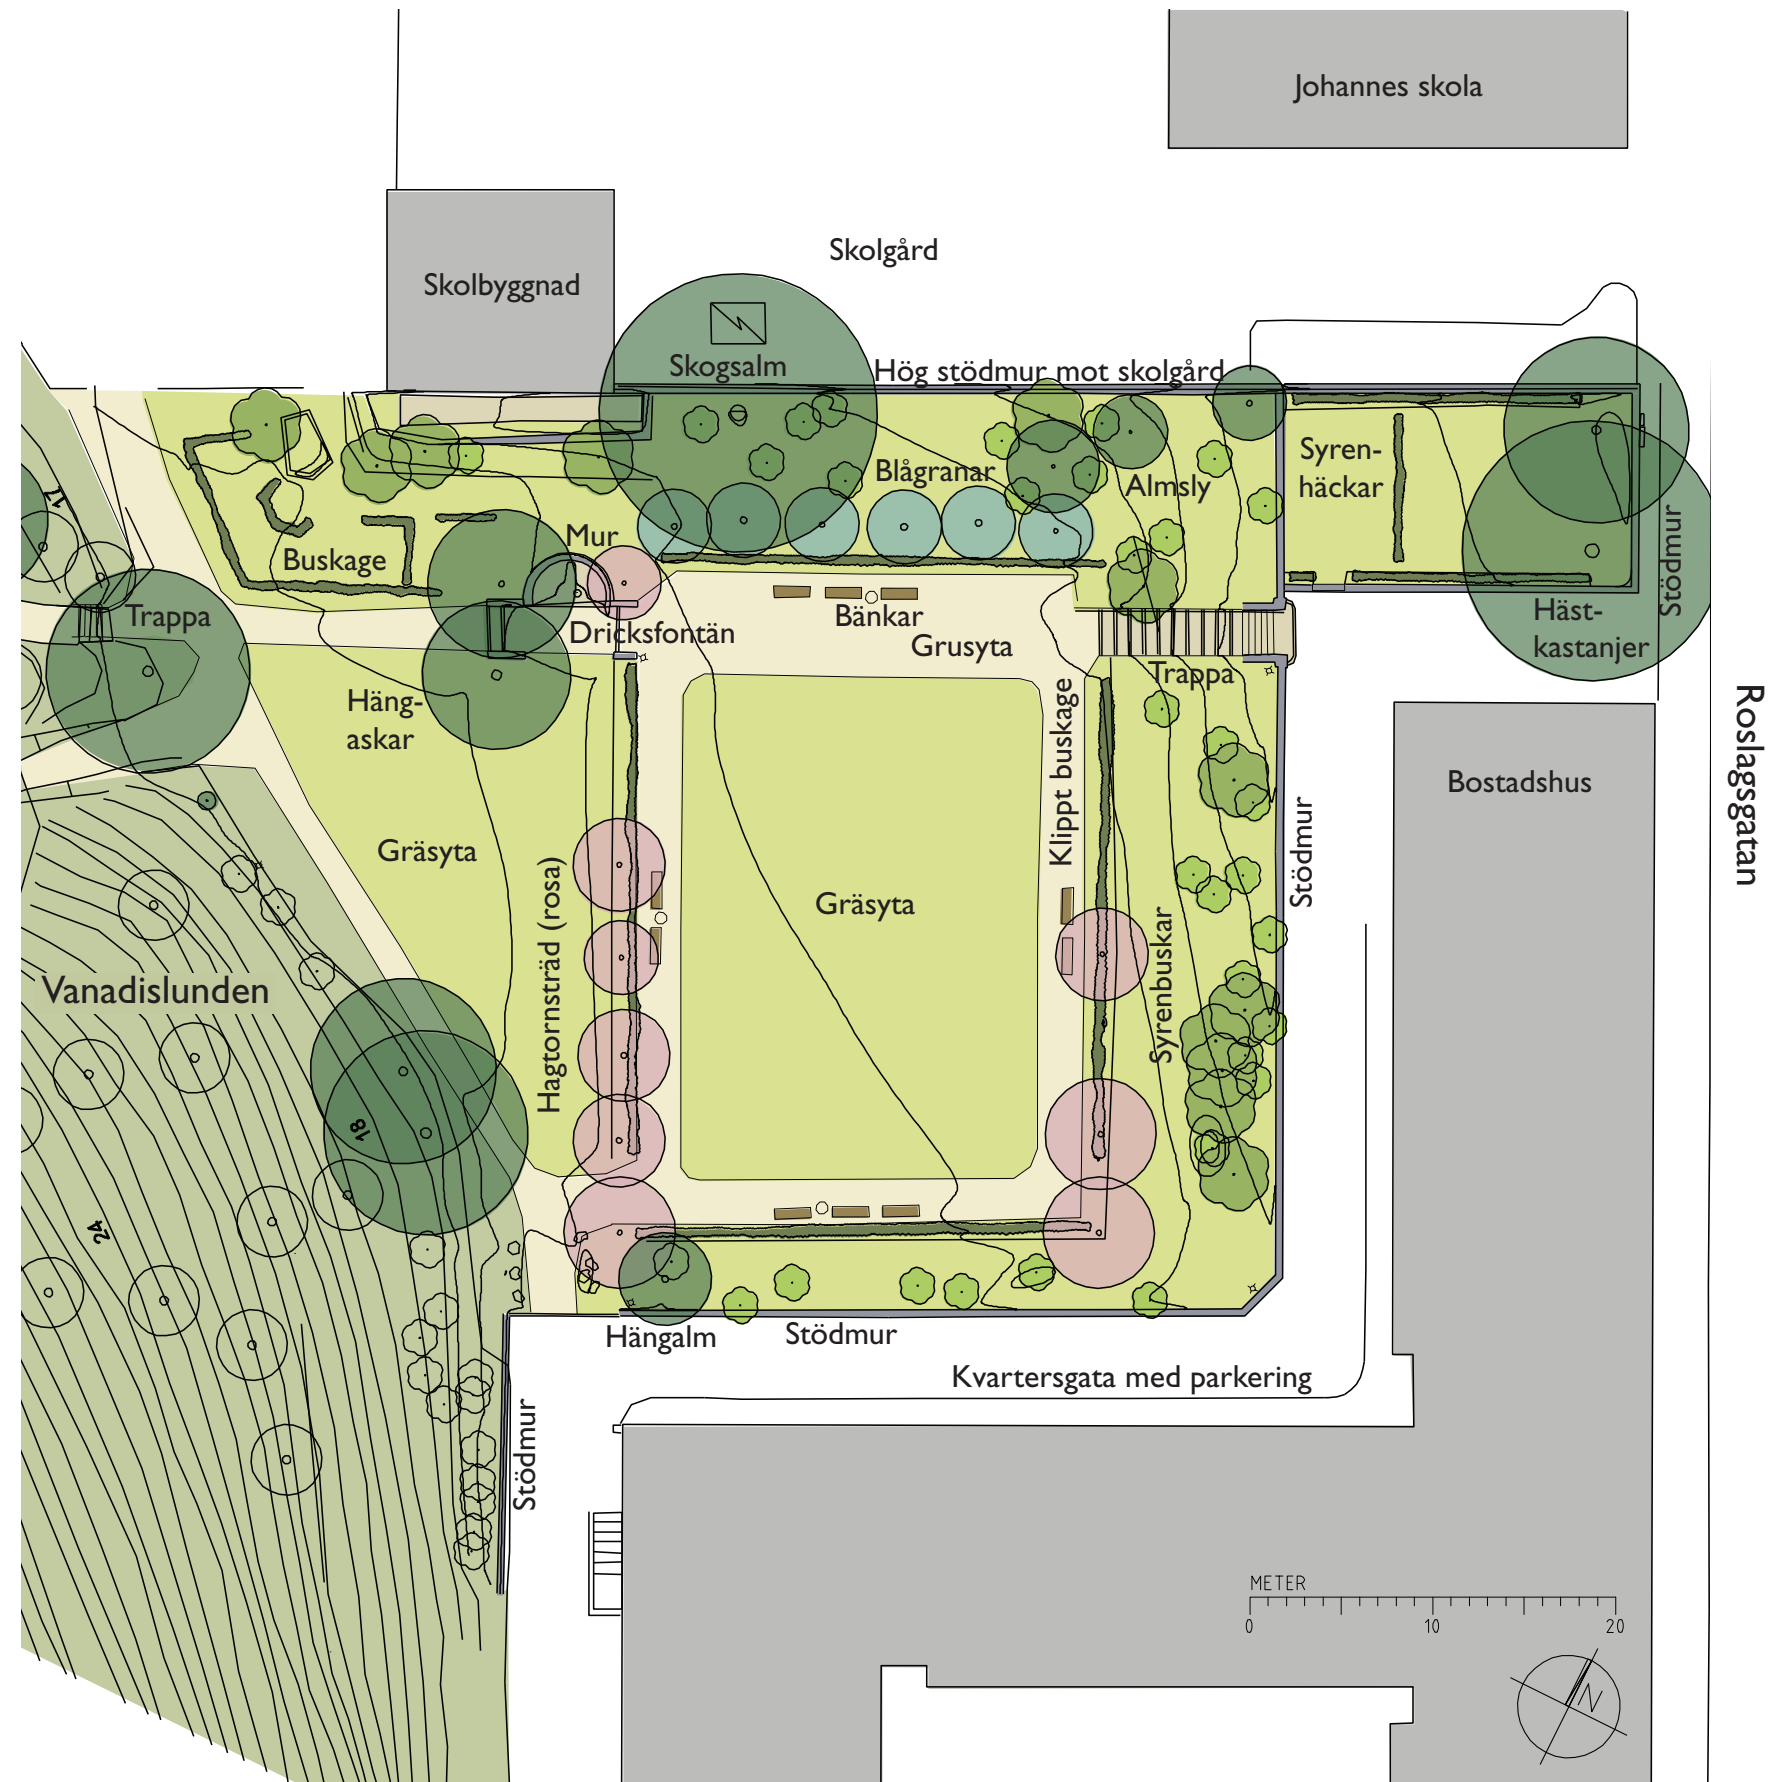 Johannes skola
Skolgård
Skolbyggnad
Skogsalm
Hög stödmur mot skolgård
Blågranar
Almsly
Syren-
häckar
17
Mur
Buskage
Trappa
Dricksfontän
Bänkar
Grusyta
Trappa
Häst-
kastanjer
Stödmur
Häng-
askar
Klippt buskage
Roslagsgatan
Bostadshus
Gräsyta
Gräsyta
Stödmur
Hagtornsträd (rosa)
Syrenbuskar
Vanadislunden
18
24
Hängalm
Stödmur
Kvartersgata med parkering
Stödmur
METER
0 10 20
N